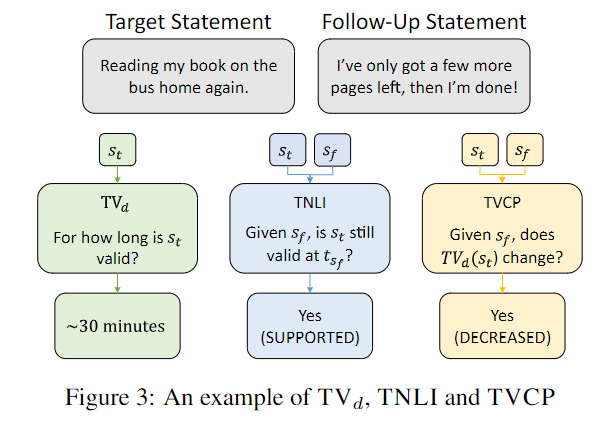 Target Statement
Follow-Up Statement
Reading my book on the
bus home again.
I've only got a few more
pages left, then I'm done!
s_t
s_t s_f
s_t s_f
TV_d
For how long is s_t
valid?
TNLI
Given s_f, is s_t still
valid at t_{s_f}?
TVCP
Given s_f, does
TV_d(s_t) change?
~30 minutes
Yes
(SUPPORTED)
Yes
(DECREASED)
Figure 3: An example of TV_d, TNLI and TVCP